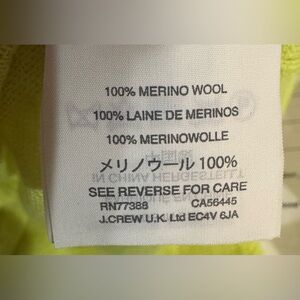 100% MERINO WOOL
100% LAINE DE MERINOS
100% MERINOWOLLE
メリノウール 100%
SEE REVERSE FOR CARE
RN77388 CA56445
J.CREW U.K. Ltd EC4V 6JA